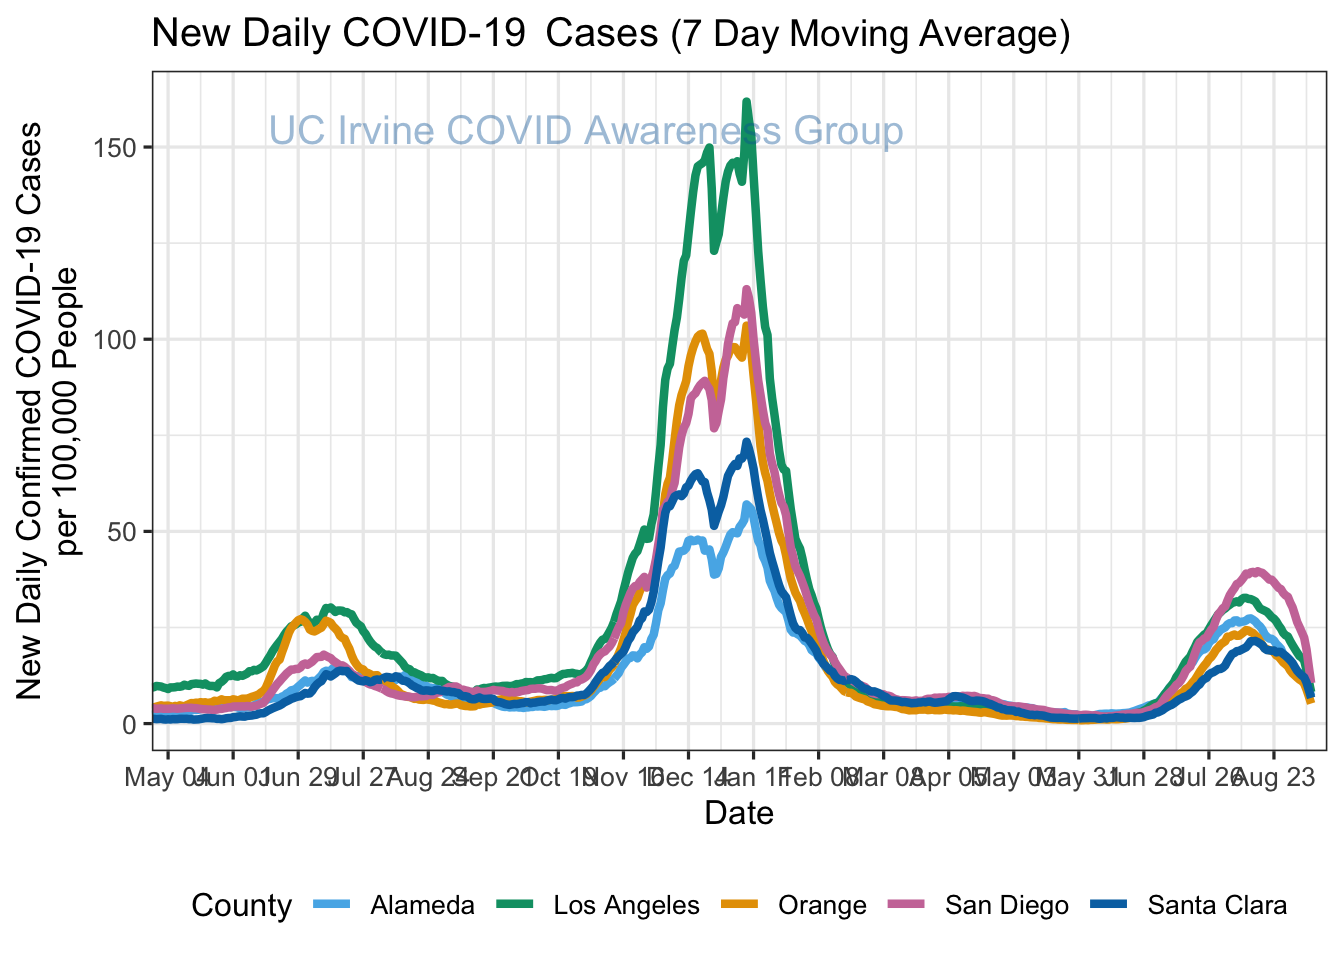 New Daily COVID-19 Cases (7 Day Moving Average)
UC Irvine COVID Awareness Group
New Daily Confirmed COVID-19 Cases
per 100,000 People
150
100
50
0
May 04 Jun 01 Jun 29 Jul 27 Aug 24 Sep 21 Oct 19 Nov 16 Dec 14 Jan 11 Feb 08 Mar 08 Apr 05 May 03 May 31 Jun 28 Jul 26 Aug 23
Date
County Alameda Los Angeles Orange San Diego Santa Clara